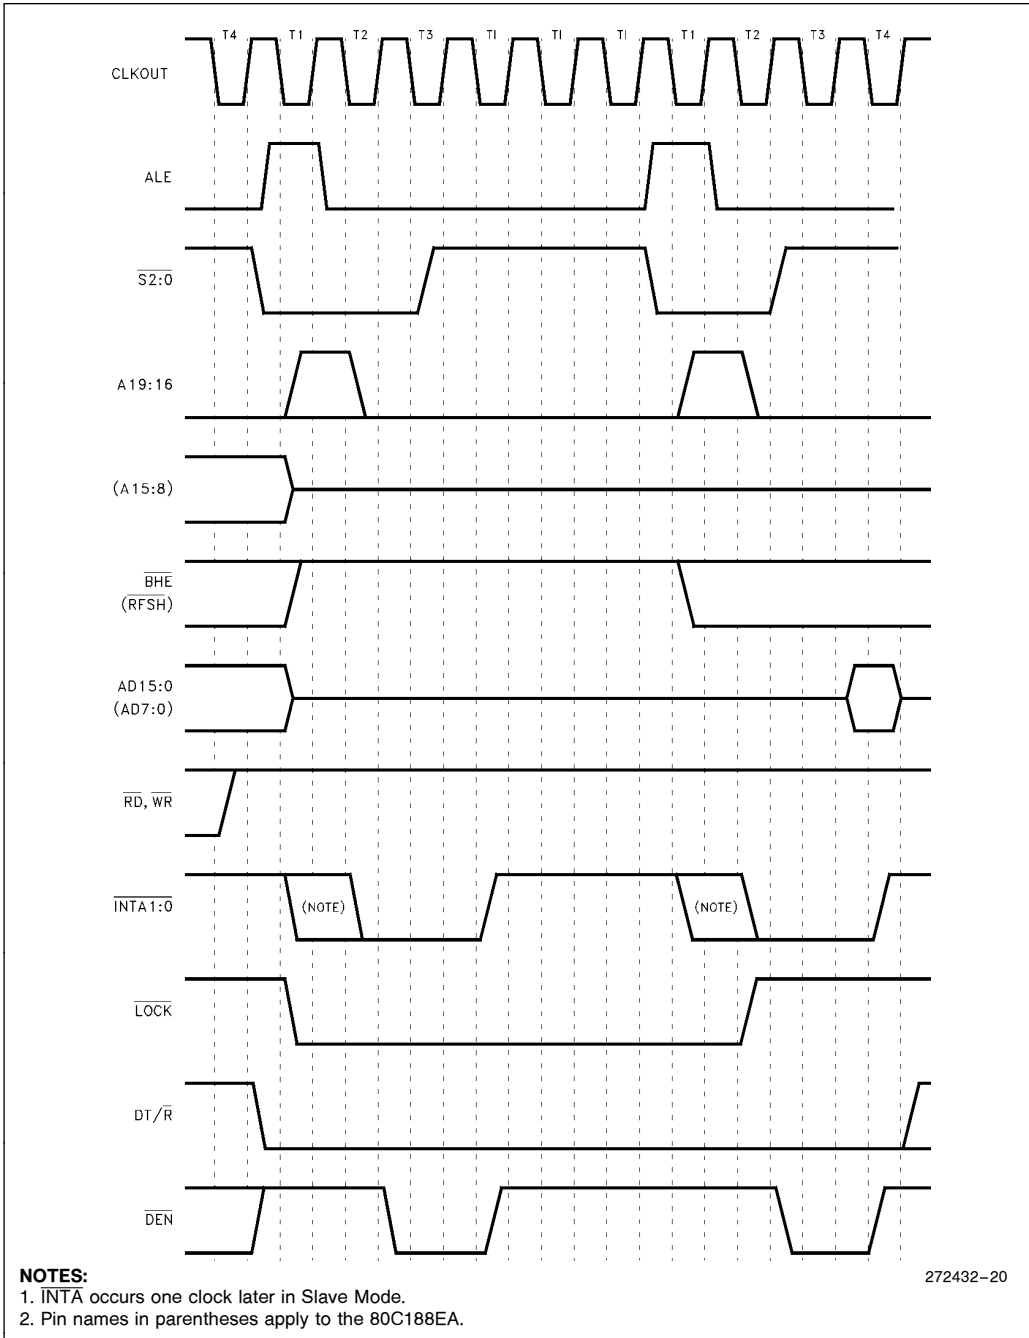 T4 T1 T2 T3 TI TI TI T1 T2 T3 T4
CLKOUT
ALE
S2:0
A19:16
(A15:8)
BHE
(RFSH)
AD15:0
(AD7:0)
RD, WR
INTA1:0 (NOTE) (NOTE)
LOCK
DT/R
DEN
NOTES:
272432–20
1. INTA occurs one clock later in Slave Mode.
2. Pin names in parentheses apply to the 80C188EA.